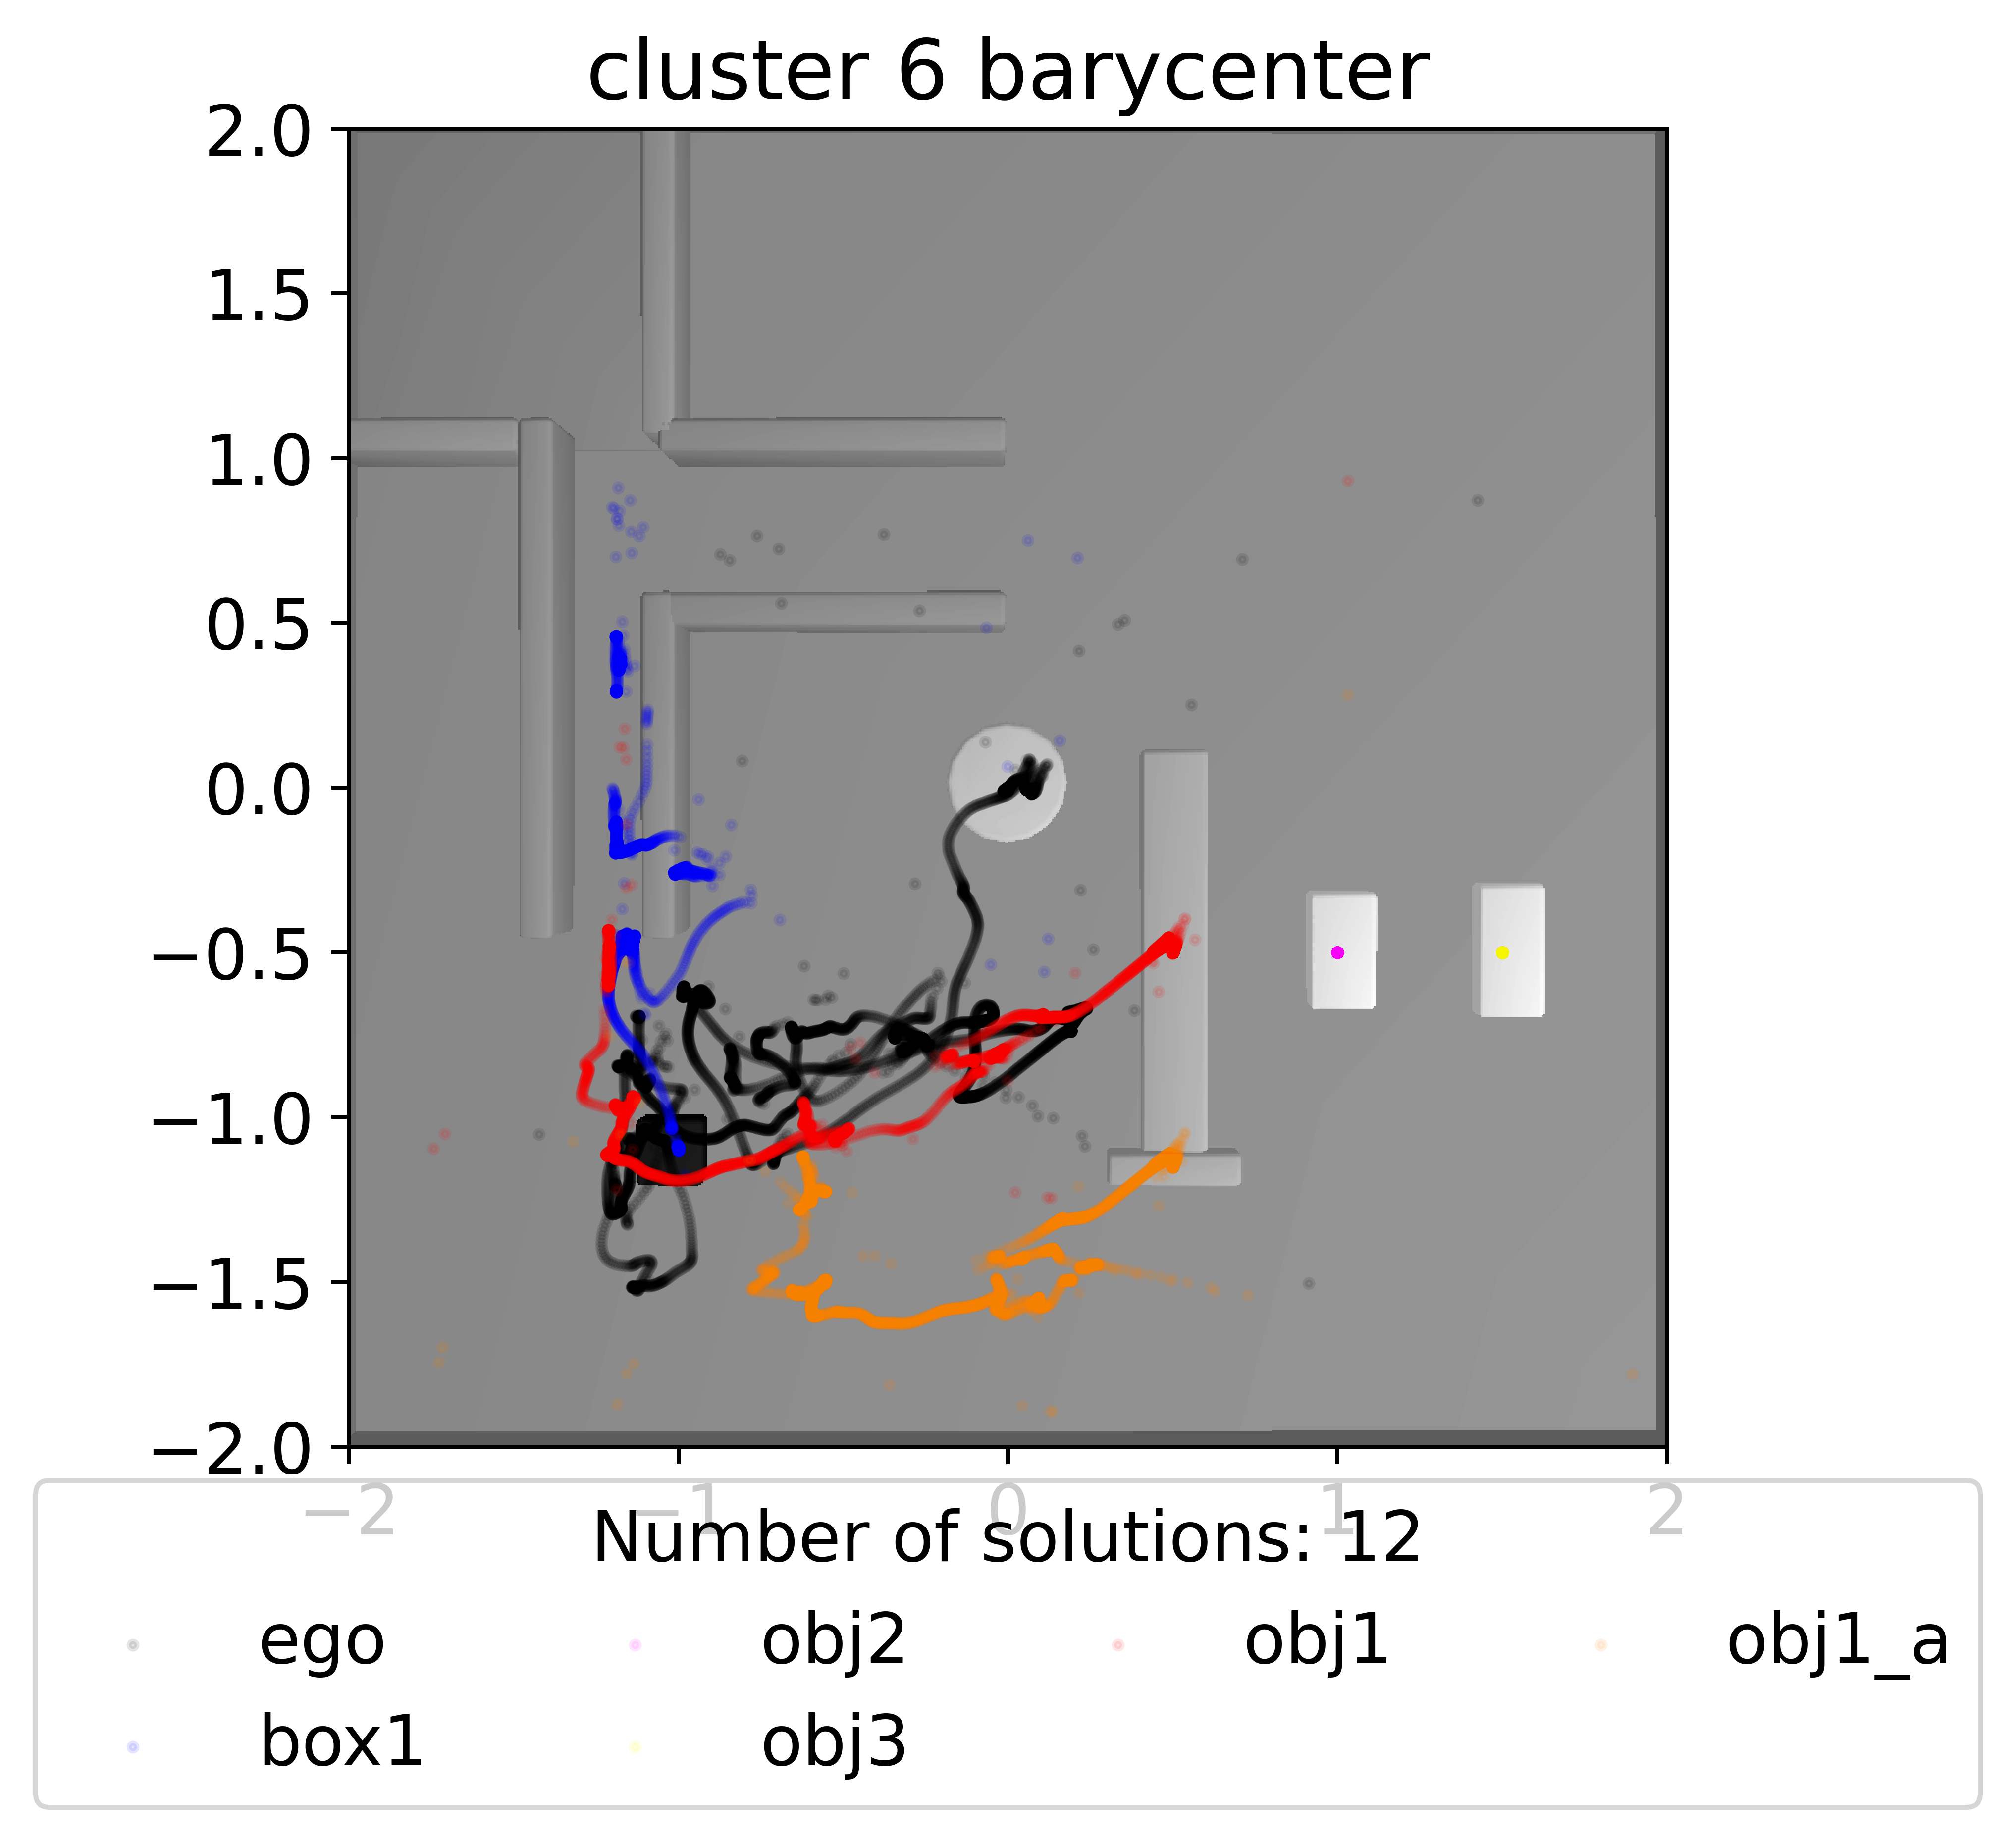 cluster 6 barycenter
2.0
1.5
1.0
0.5
0.0
−0.5
−1.0
−1.5
−2.0
−2 −1 0 1 2
Number of solutions: 12
ego obj2 obj1 obj1_a
box1 obj3